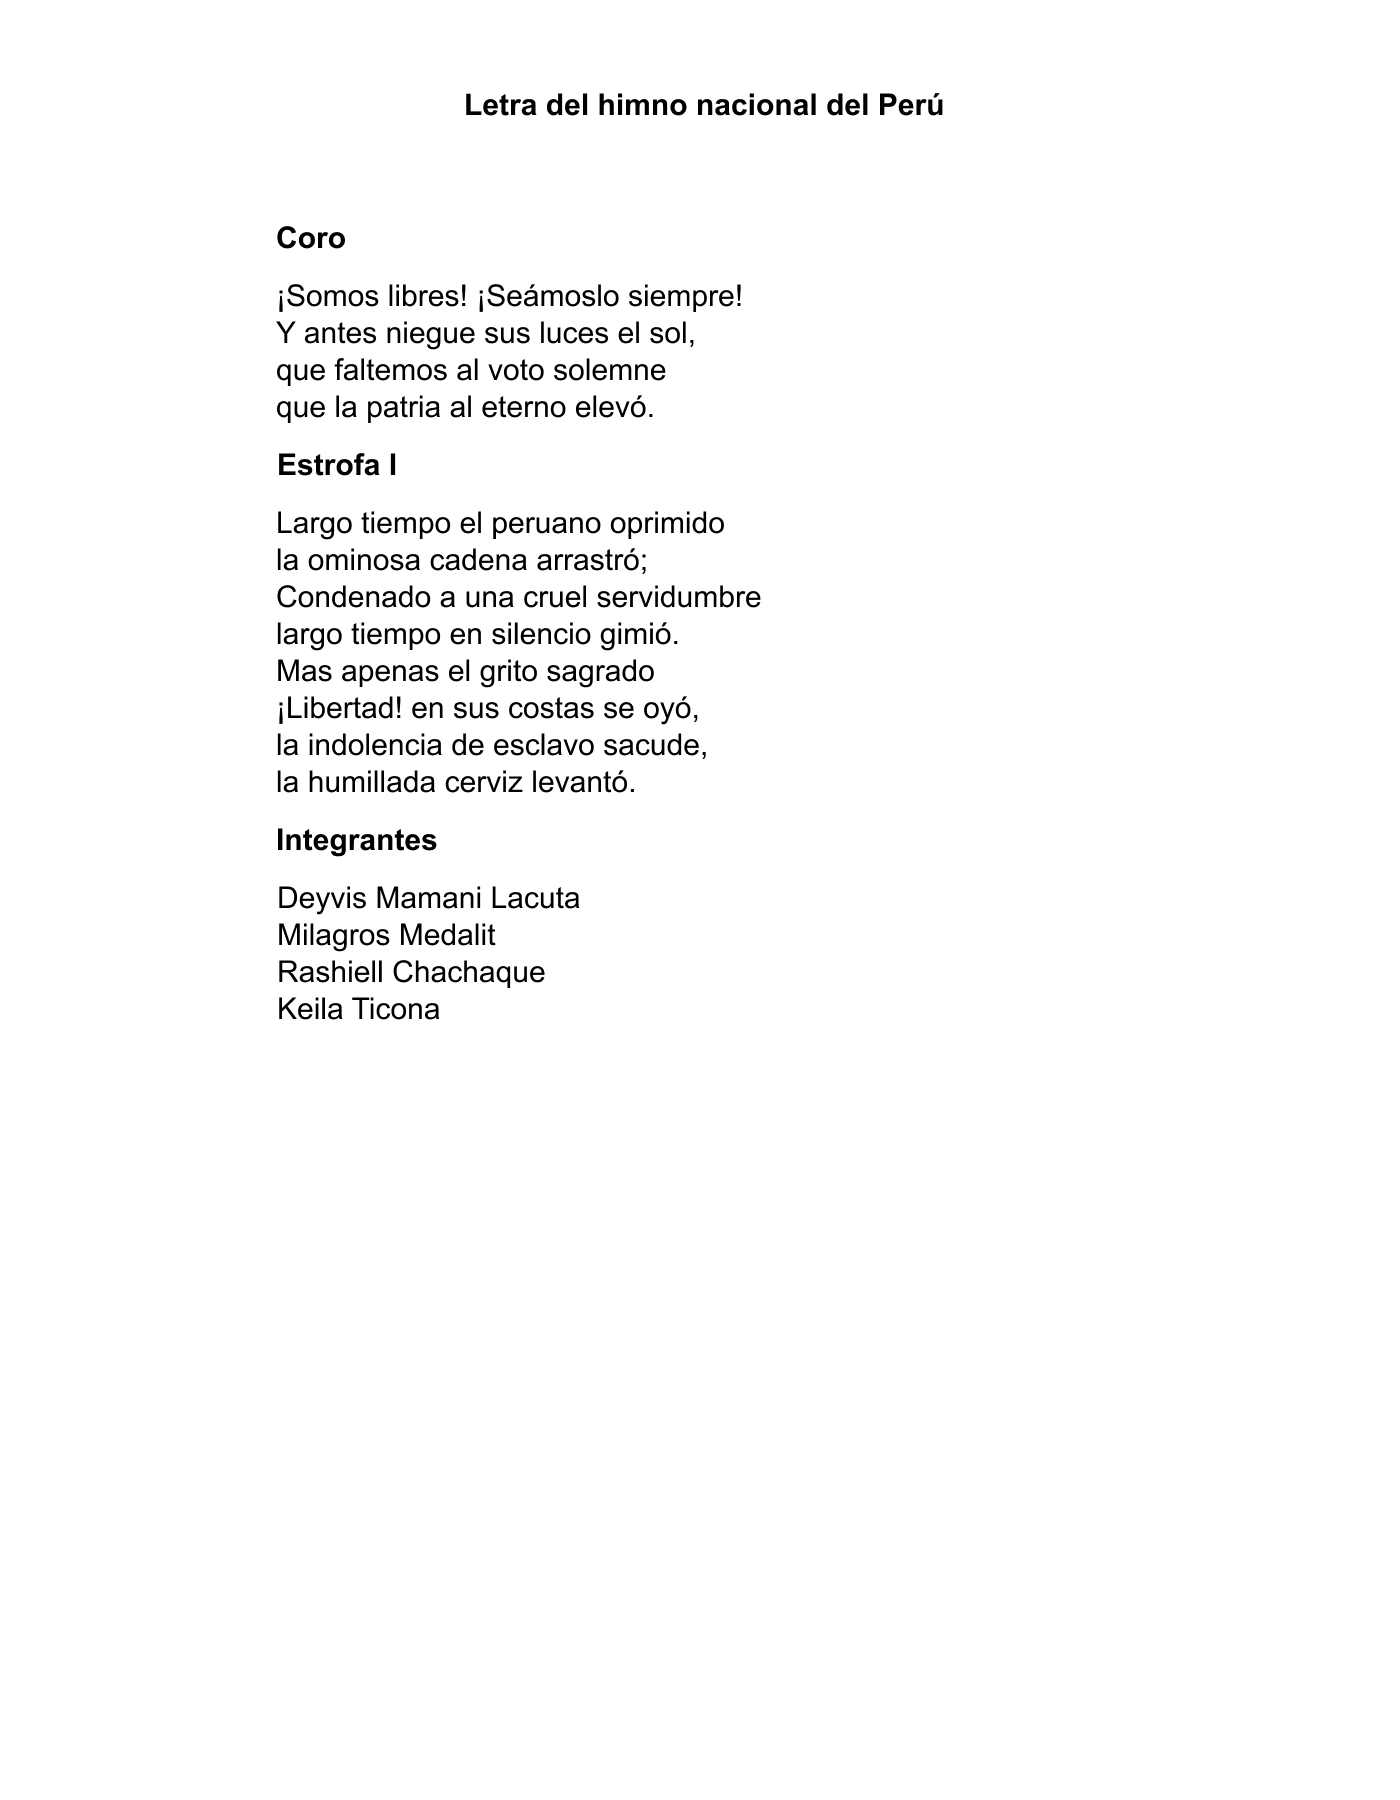 Letra del himno nacional del Perú
Coro
¡Somos libres! ¡Seámoslo siempre!
Y antes niegue sus luces el sol,
que faltemos al voto solemne
que la patria al eterno elevó.
Estrofa I
Largo tiempo el peruano oprimido
la ominosa cadena arrastró;
Condenado a una cruel servidumbre
largo tiempo en silencio gimió.
Mas apenas el grito sagrado
¡Libertad! en sus costas se oyó,
la indolencia de esclavo sacude,
la humillada cerviz levantó.
Integrantes
Deyvis Mamani Lacuta
Milagros Medalit
Rashiell Chachaque
Keila Ticona